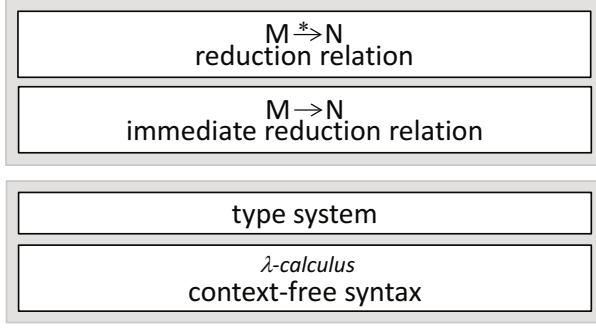 M *→ N
reduction relation
M → N
immediate reduction relation
type system
λ-calculus
context-free syntax